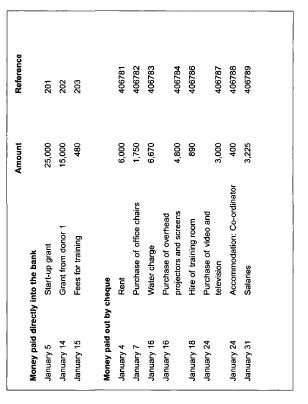 Amount Reference
Money paid directly into the bank
January 5 Start-up grant 25,000 201
January 14 Grant from donor 1 15,000 202
January 15 Fees for training 480 203
Money paid out by cheque
January 4 Rent 6,000 406781
January 7 Purchase of office chairs 1,750 406782
January 16 Water charge 6,670 406783
January 16 Purchase of overhead
projectors and screens 4,800 406784
January 18 Hire of training room 890 406786
January 24 Purchase of video and
television 3,000 406787
January 24 Accommodation: Co-ordinator 400 406788
January 31 Salaries 3,225 406789